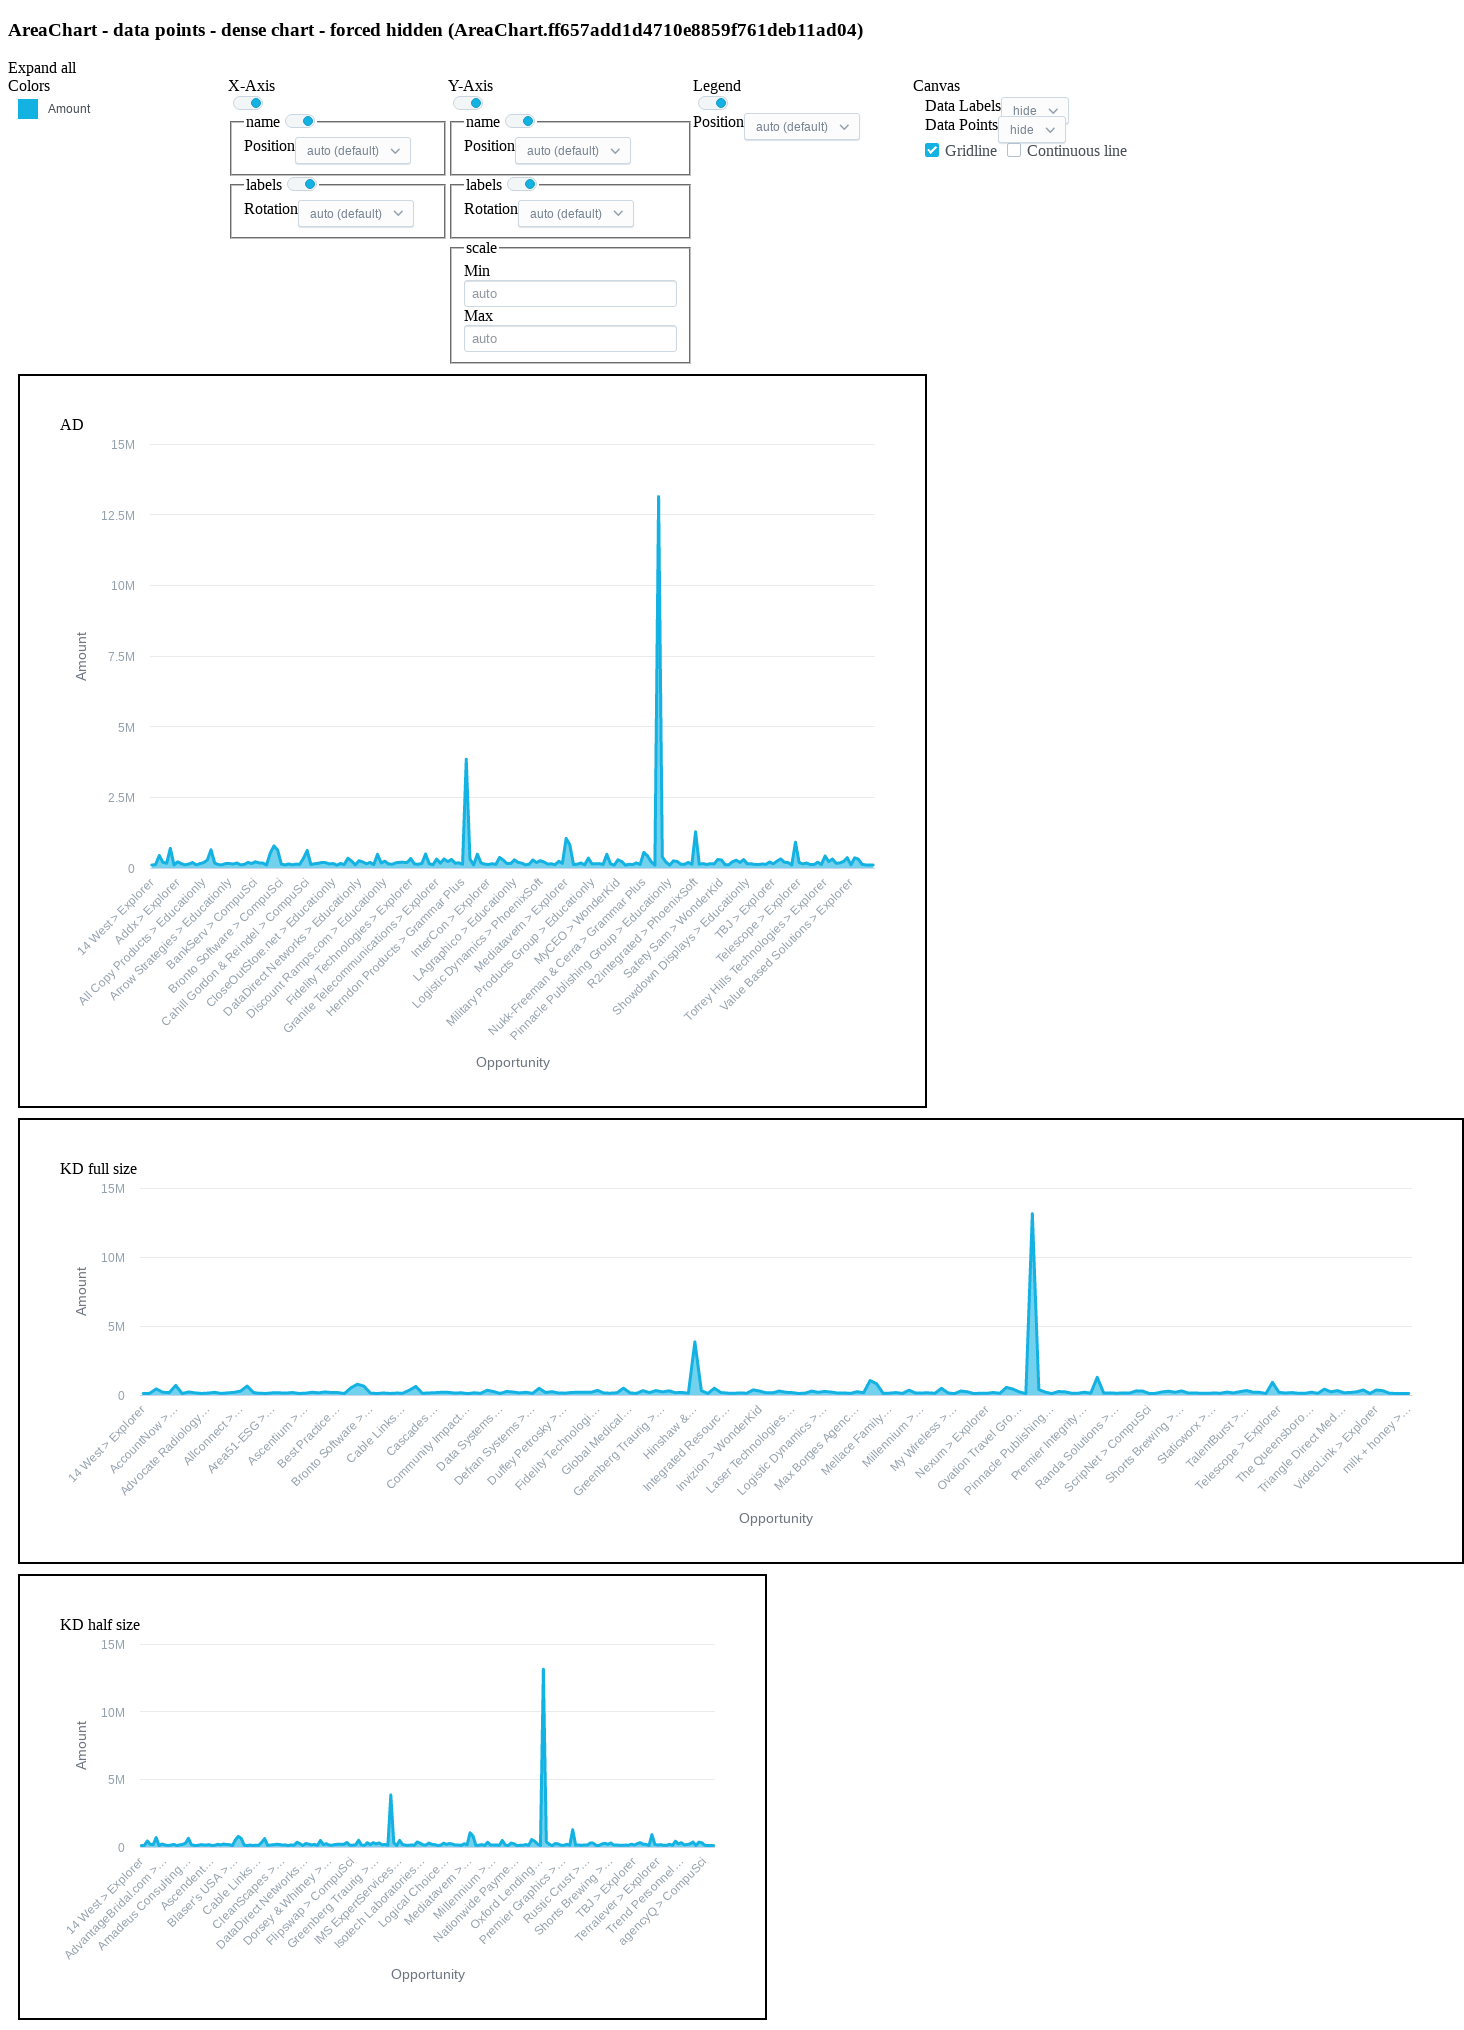 AreaChart - data points - dense chart - forced hidden (AreaChart.ff657add1d4710e8859f761deb11ad04)
Expand all
Colors
Amount
X-Axis
name
Position auto (default)
labels
Rotation auto (default)
Y-Axis
name
Position auto (default)
labels
Rotation auto (default)
scale
Min
auto
Max
auto
Legend
Position auto (default)
Canvas
Data Labels hide
Data Points hide
Gridline Continuous line
AD
15M
12.5M
10M
7.5M
5M
2.5M
0
Amount
14 West > Explorer
Addx > Explorer
All Copy Products > Educationly
Arrow Strategies > Educationly
BankServ > CompuSci
Bronto Software > CompuSci
Cahill Gordon & Reindel > CompuSci
CloseOutStore.net > Educationly
DataDirect Networks > Educationly
Discount Ramps.com > Educationly
Fidelity Technologies > Explorer
Granite Telecommunications > Explorer
Herndon Products > Grammar Plus
InterCon > Explorer
LAgraphico > Educationly
Logistic Dynamics > PhoenixSoft
Mediatavern > Explorer
Military Products Group > Educationly
MyCEO > WonderKid
Nukk-Freeman & Cerra > Grammar Plus
Pinnacle Publishing Group > Educationly
R2integrated > PhoenixSoft
Safety Sam > WonderKid
Showdown Displays > Educationly
TBJ > Explorer
Telescope > Explorer
Torrey Hills Technologies > Explorer
Value Based Solutions > Explorer
Opportunity
KD full size
15M
10M
5M
0
Amount
14 West > Explorer
AccountNow >…
Advocate Radiology…
Allconnect >…
Area51-ESG >…
Ascentium >…
Best Practice…
Bronto Software >…
Cable Links…
Cascades…
Community Impact…
Data Systems…
Defran Systems >…
Duffey Petrosky >…
Fidelity Technologi…
Global Medical…
Greenberg Traurig >…
Hinshaw &…
Integrated Resourc…
Invizion > WonderKid
Laser Technologies…
Logistic Dynamics >…
Max Borges Agenc…
Mellace Family…
Millennium >…
My Wireless >…
Nexum > Explorer
Ovation Travel Gro…
Pinnacle Publishing…
Premier Integrity…
Randa Solutions >…
ScripNet > CompuSci
Shorts Brewing >…
Staticworx >…
TalentBurst >…
Telescope > Explorer
The Queensboro…
Triangle Direct Med…
VideoLink > Explorer
milk + honey >…
Opportunity
KD half size
15M
10M
5M
0
Amount
14 West > Explorer
AdvantageBridal.com >…
Amadeus Consulting…
Ascendent…
Blaser's USA >…
Cable Links…
CleanScapes >…
DataDirect Networks…
Dorsey & Whitney >…
Flipswap > CompuSci
Greenberg Traurig >…
IMS ExpertServices…
Isotech Laboratories…
Logical Choice…
Mediatavern >…
Millennium >…
Nationwide Payme…
Oxford Lending…
Premier Graphics >…
Rustic Crust >…
Shorts Brewing >…
TBJ > Explorer
Terralever > Explorer
Trend Personnel…
agencyQ > CompuSci
Opportunity